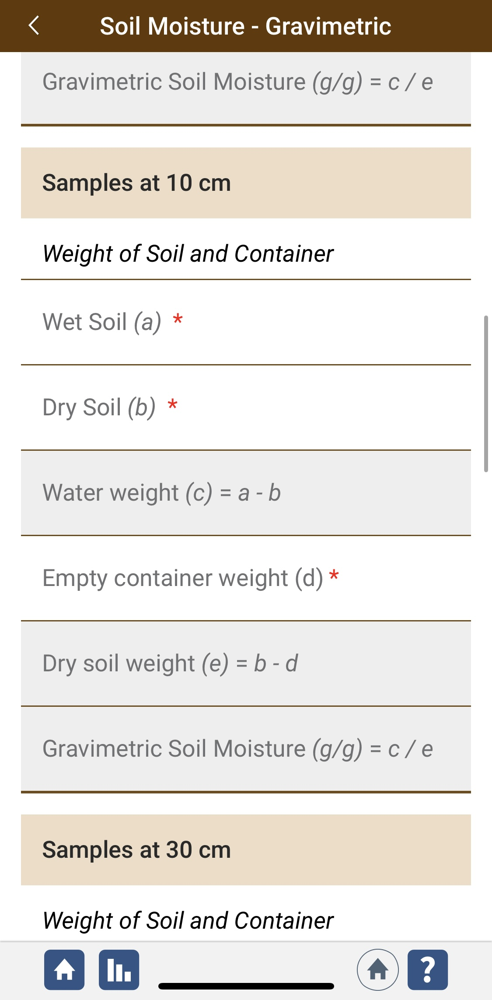 Soil Moisture - Gravimetric
Gravimetric Soil Moisture (g/g) = c / e
Samples at 10 cm
Weight of Soil and Container
Wet Soil (a) *
Dry Soil (b) *
Water weight (c) = a - b
Empty container weight (d) *
Dry soil weight (e) = b - d
Gravimetric Soil Moisture (g/g) = c / e
Samples at 30 cm
Weight of Soil and Container
?